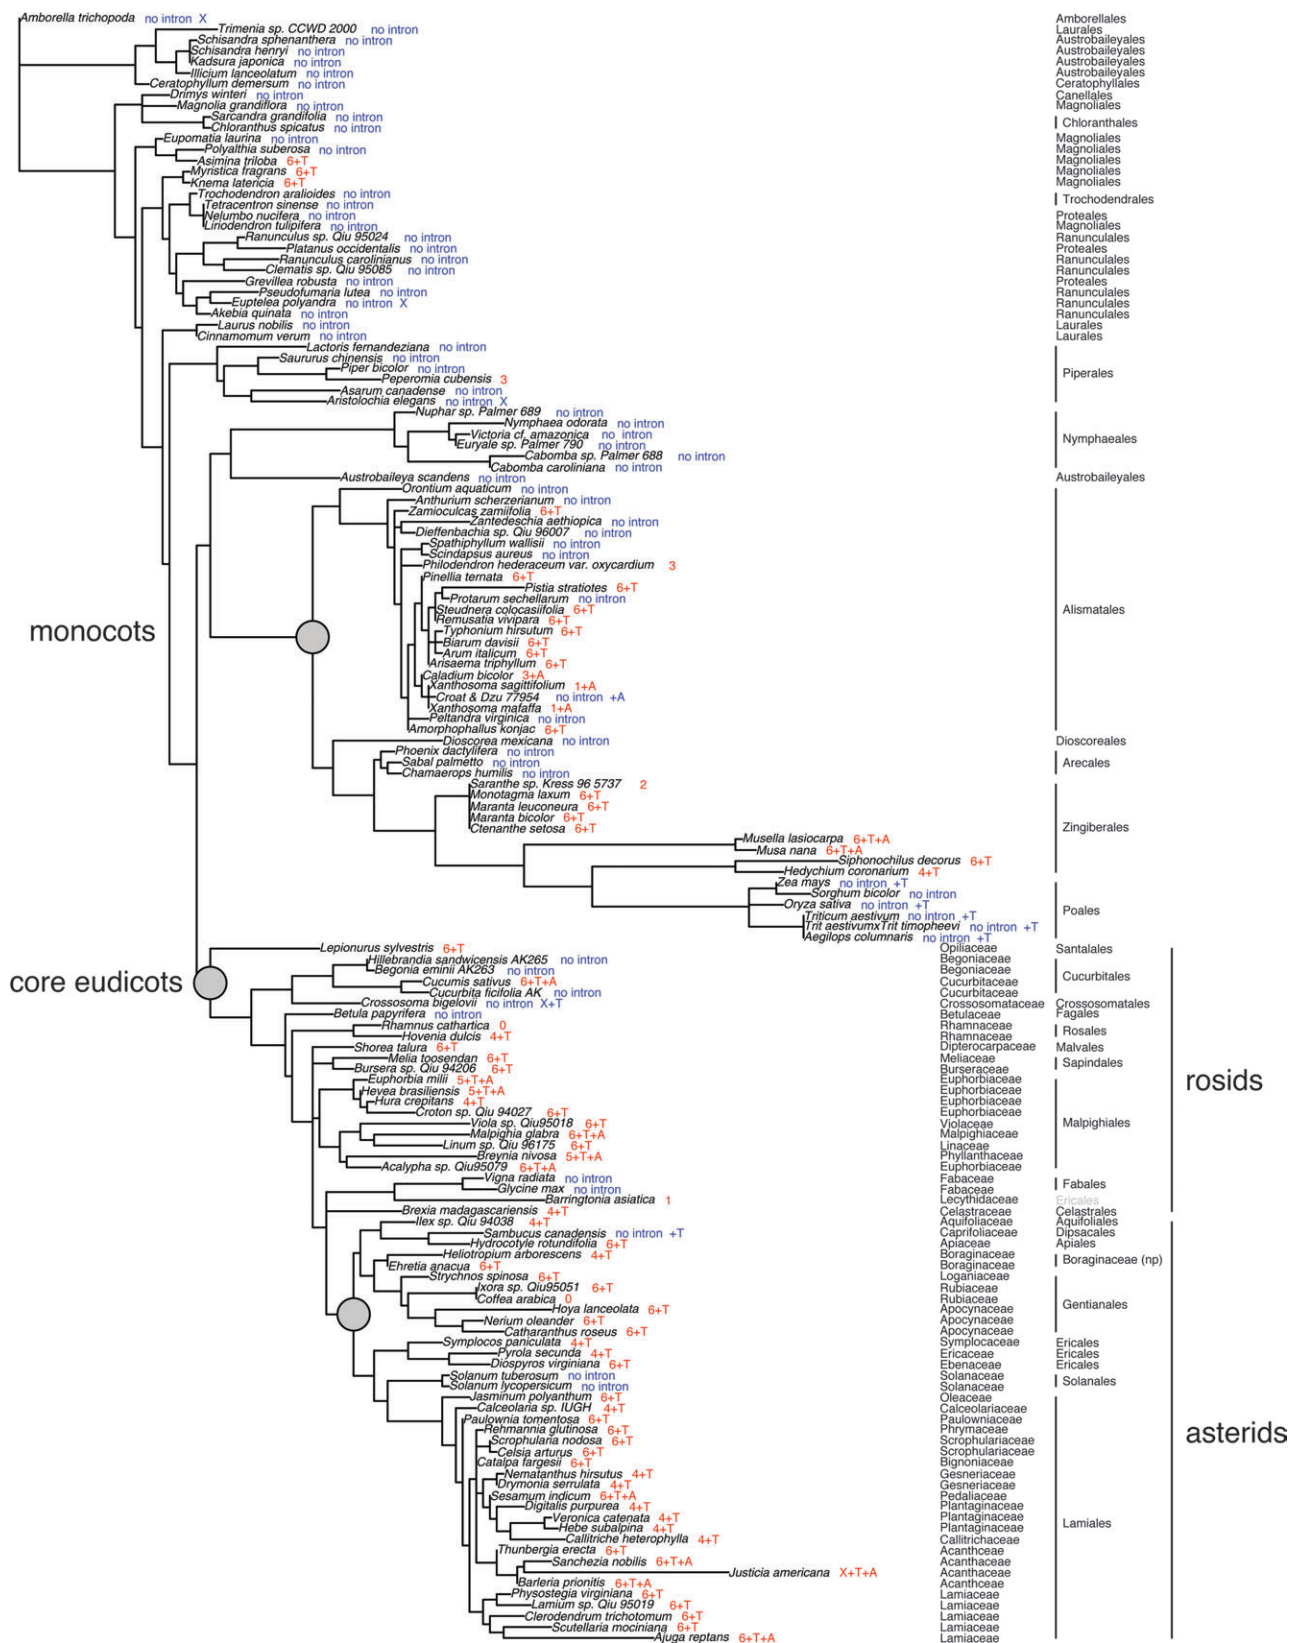 Amborella trichopoda no intron X Amborellales
Trimenia sp. CCWD 2000 no intron Laurales
Schisandra sphenanthera no intron Austrobaileyales
Schisandra henryi no intron Austrobaileyales
Kadsura japonica no intron Austrobaileyales
Illicium lanceolatum no intron Austrobaileyales
Ceratophyllum demersum no intron Ceratophyllales
Drimys winteri no intron Canellales
Magnolia grandiflora no intron Magnoliales
Sarcandra grandifolia no intron
Chloranthales
Chloranthus spicatus no intron
Eupomatia laurina no intron Magnoliales
Polyalthia suberosa no intron Magnoliales
Asimina triloba 6+T Magnoliales
Myristica fragrans 6+T Magnoliales
Knema latericia 6+T Magnoliales
Trochodendron aralioides no intron
Trochodendrales
Tetracentron sinense no intron
Nelumbo nucifera no intron Proteales
Liriodendron tulipifera no intron Magnoliales
Ranunculus sp. Qiu 95024 no intron Ranunculales
Platanus occidentalis no intron Proteales
Ranunculus carolinianus no intron Ranunculales
Clematis sp. Qiu 95085 no intron Ranunculales
Grevillea robusta no intron Proteales
Pseudofumaria lutea no intron Ranunculales
Euptelea polyandra no intron X Ranunculales
Akebia quinata no intron Ranunculales
Laurus nobilis no intron Laurales
Cinnamomum verum no intron Laurales
Lactoris fernandeziana no intron
Saururus chinensis no intron
Piper bicolor no intron
Piperales
Peperomia cubensis 3
Asarum canadense no intron
Aristolochia elegans no intron X
Nuphar sp. Palmer 689 no intron
Nymphaea odorata no intron
Victoria cf. amazonica no intron
Nymphaeales
Euryale sp. Palmer 790 no intron
Cabomba sp. Palmer 688 no intron
Cabomba caroliniana no intron
Austrobaileya scandens no intron Austrobaileyales
Orontium aquaticum no intron
Anthurium scherzerianum no intron
Zamioculcas zamiifolia 6+T
Zantedeschia aethiopica no intron
Dieffenbachia sp. Qiu 96007 no intron
Spathiphyllum wallisii no intron
Scindapsus aureus no intron
Philodendron hederaceum var. oxycardium 3
Pinellia ternata 6+T
Pistia stratiotes 6+T
Protarum sechellarum no intron
Steudnera colocasiifolia 6+T Alismatales
Remusatia vivipara 6+T
Typhonium hirsutum 6+T
monocots
Biarum davisii 6+T
Arum italicum 6+T
Arisaema triphyllum 6+T
Caladium bicolor 3+A
Xanthosoma sagittifolium 1+A
Croat & Dzu 77954 no intron +A
Xanthosoma mafaffa 1+A
Peltandra virginica no intron
Amorphophallus konjac 6+T
Dioscorea mexicana no intron Dioscoreales
Phoenix dactylifera no intron
Sabal palmetto no intron Arecales
Chamaerops humilis no intron
Saranthe sp. Kress 96 5737 2
Monotagma laxum 6+T
Maranta leuconeura 6+T
Maranta bicolor 6+T
Ctenanthe setosa 6+T Zingiberales
Musella lasiocarpa 6+T+A
Musa nana 6+T+A
Siphonochilus decorus 6+T
Hedychium coronarium 4+T
Zea mays no intron +T
Sorghum bicolor no intron
Oryza sativa no intron +T
Poales
Triticum aestivum no intron +T
Trit aestivumxTrit timopheevi no intron +T
Aegilops columnaris no intron +T
Lepionurus sylvestris 6+T Opiliaceae Santalales
Hillebrandia sandwicensis AK265 no intron Begoniaceae
Begonia eminii AK263 no intron Begoniaceae
Cucurbitales
core eudicots
Cucumis sativus 6+T+A Cucurbitaceae
Cucurbita ficifolia AK no intron Cucurbitaceae
Crossosoma bigelovii no intron X+T Crossosomataceae Crossosomatales
Betula papyrifera no intron Betulaceae Fagales
Rhamnus cathartica 0 Rhamnaceae
Rosales
Hovenia dulcis 4+T Rhamnaceae
Shorea talura 6+T Dipterocarpaceae Malvales
Melia toosendan 6+T Meliaceae
Sapindales
Bursera sp. Qiu 94206 6+T Burseraceae
Euphorbia milii 5+T+A Euphorbiaceae
rosids
Hevea brasiliensis 5+T+A Euphorbiaceae
Hura crepitans 4+T Euphorbiaceae
Croton sp. Qiu 94027 6+T Euphorbiaceae
Viola sp. Qiu95018 6+T Violaceae Malpighiales
Malpighia glabra 6+T+A Malpighiaceae
Linum sp. Qiu 96175 6+T Linaceae
Breynia nivosa 5+T+A Phyllanthaceae
Acalypha sp. Qiu95079 6+T+A Euphorbiaceae
Vigna radiata no intron Fabaceae
Fabales
Glycine max no intron Fabaceae
Barringtonia asiatica 1 Lecythidaceae Ericales
Brexia madagascariensis 4+T Celastraceae Celastrales
Ilex sp. Qiu 94038 4+T Aquifoliaceae Aquifoliales
Sambucus canadensis no intron +T Caprifoliaceae Dipsacales
Hydrocotyle rotundifolia 6+T Apiaceae Apiales
Heliotropium arborescens 4+T Boraginaceae
Boraginaceae (np)
Ehretia anacua 6+T Boraginaceae
Strychnos spinosa 6+T Loganiaceae
Ixora sp. Qiu95051 6+T Rubiaceae
Coffea arabica 0 Rubiaceae
Gentianales
Hoya lanceolata 6+T Apocynaceae
Nerium oleander 6+T Apocynaceae
Catharanthus roseus 6+T Apocynaceae
Symplocos paniculata 4+T Symplocaceae Ericales
Pyrola secunda 4+T Ericaceae Ericales
Diospyros virginiana 6+T Ebenaceae Ericales
Solanum tuberosum no intron Solanaceae
Solanales
Solanum lycopersicum no intron Solanaceae
Jasminum polyanthum 6+T Oleaceae
Calceolaria sp. IUGH 4+T Calceolariaceae
Paulownia tomentosa 6+T Paulowniaceae
Rehmannia glutinosa 6+T Phrymaceae
asterids
Scrophularia nodosa 6+T Scrophulariaceae
Celsia arturus 6+T Scrophulariaceae
Catalpa fargesii 6+T Bignoniaceae
Nematanthus hirsutus 4+T Gesneriaceae
Drymonia serrulata 4+T Gesneriaceae
Sesamum indicum 6+T+A Pedaliaceae
Digitalis purpurea 4+T Plantaginaceae
Veronica catenata 4+T Plantaginaceae
Lamiales
Hebe subalpina 4+T Plantaginaceae
Callitriche heterophylla 4+T Callitrichaceae
Thunbergia erecta 6+T Acanthceae
Sanchezia nobilis 6+T+A Acanthaceae
Justicia americana X+T+A Acanthaceae
Barleria prionitis 6+T+A Acanthceae
Physostegia virginiana 6+T Lamiaceae
Lamium sp. Qiu 95019 6+T Lamiaceae
Clerodendrum trichotomum 6+T Lamiaceae
Scutellaria mociniana 6+T Lamiaceae
Ajuga reptans 6+T+A Lamiaceae